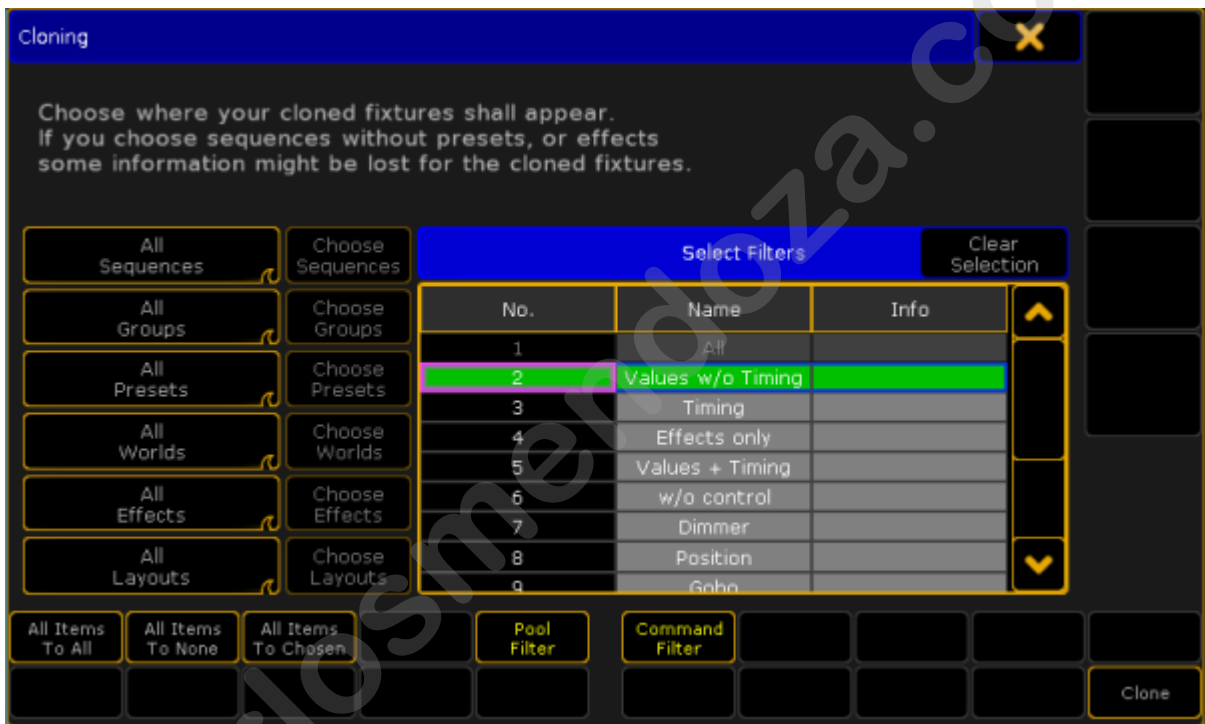 Cloning
Choose where your cloned fixtures shall appear.
If you choose sequences without presets, or effects
some information might be lost for the cloned fixtures.
All
Sequences
Choose
Sequences
All
Groups
Choose
Groups
All
Presets
Choose
Presets
All
Worlds
Choose
Worlds
All
Effects
Choose
Effects
All
Layouts
Choose
Layouts
Select Filters
Clear
Selection
No. Name Info
1 All
2 Values w/o Timing
3 Timing
4 Effects only
5 Values + Timing
6 w/o control
7 Dimmer
8 Position
9 Gobo
All Items
To All
All Items
To None
All Items
To Chosen
Pool
Filter
Command
Filter
Clone
losmendoza.co